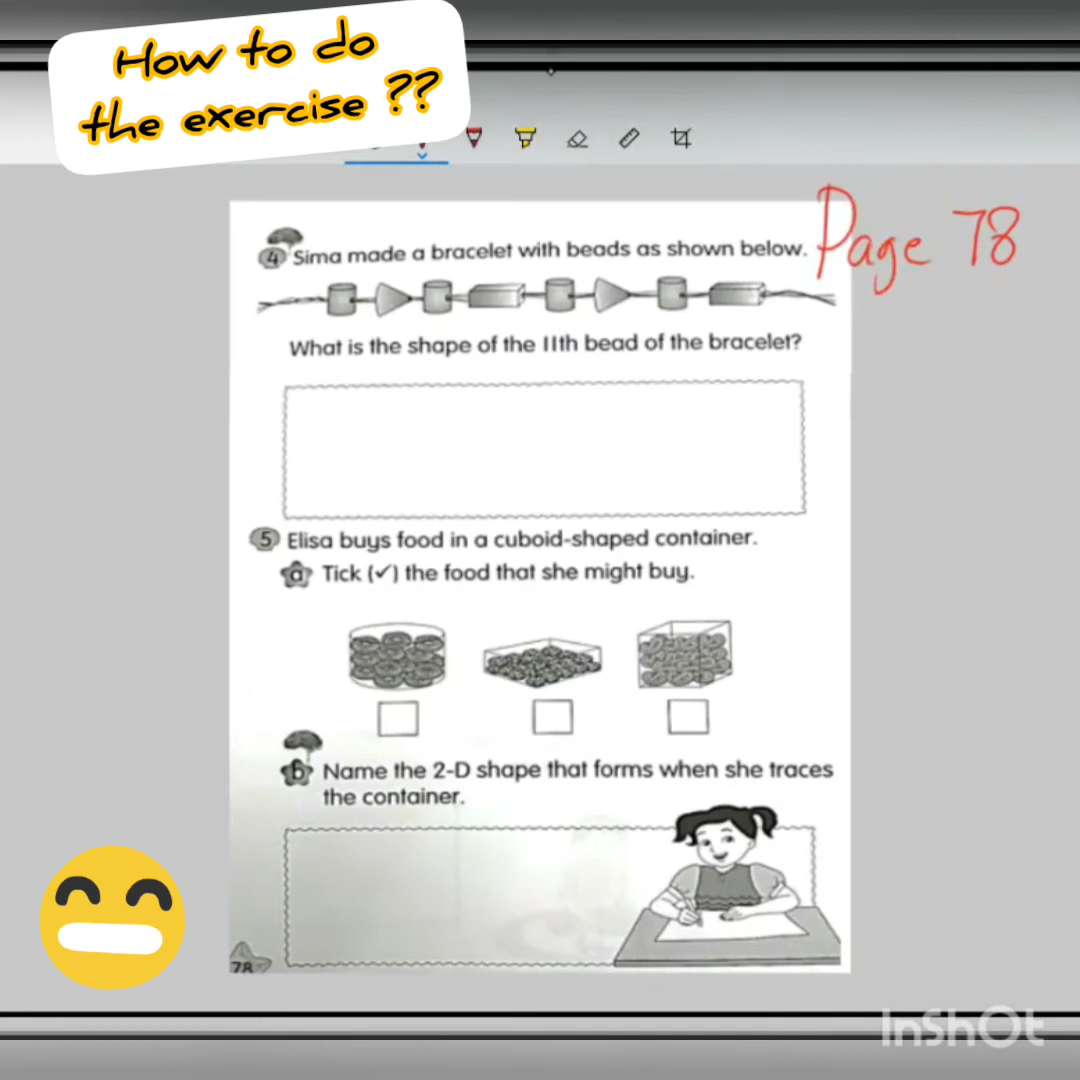 How to do
the exercise ??
Page 78
4 Sima made a bracelet with beads as shown below.
What is the shape of the 11th bead of the bracelet?
5 Elisa buys food in a cuboid-shaped container.
a Tick (✓) the food that she might buy.
b Name the 2-D shape that forms when she traces
the container.
78
InShOt